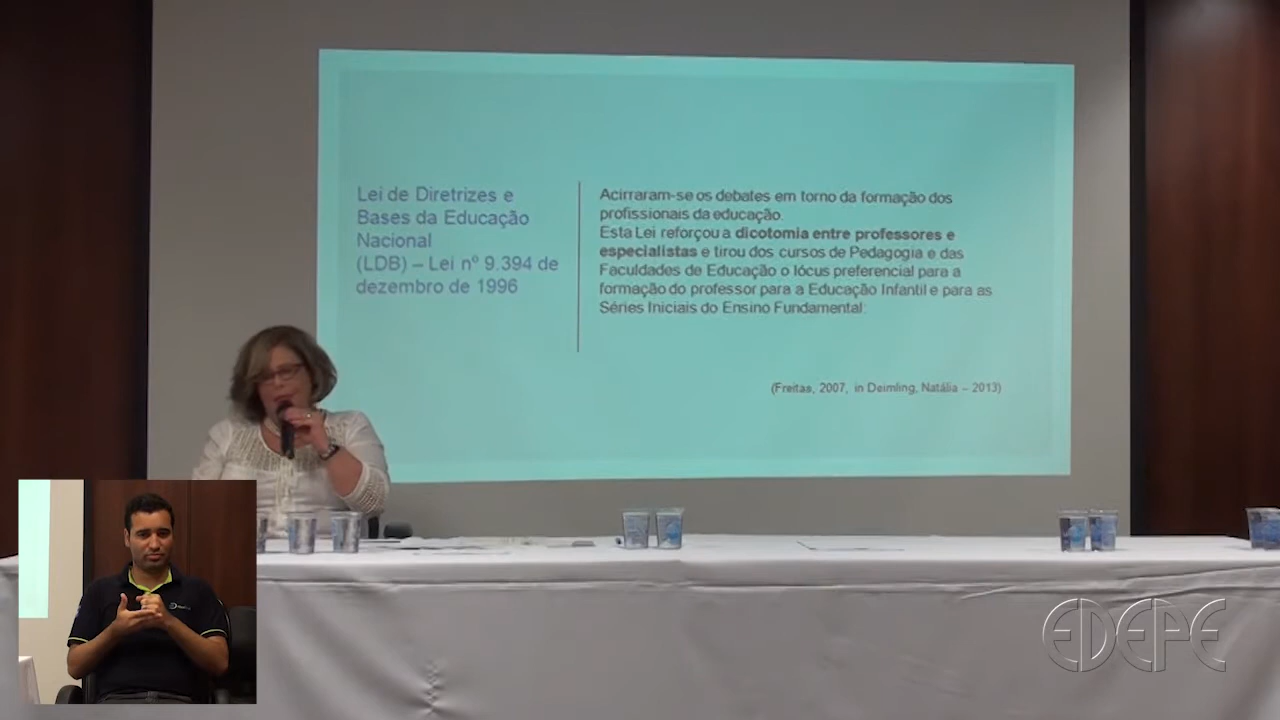 Lei de Diretrizes e
Bases da Educação
Nacional
(LDB) – Lei nº 9.394 de
dezembro de 1996
Acirraram-se os debates em torno da formação dos
profissionais da educação.
Esta Lei reforçou a dicotomia entre professores e
especialistas e tirou dos cursos de Pedagogia e das
Faculdades de Educação o lócus preferencial para a
formação do professor para a Educação Infantil e para as
Séries Iniciais do Ensino Fundamental.
(Freitas, 2007, in Deimling, Natália – 2013)
EDEPE